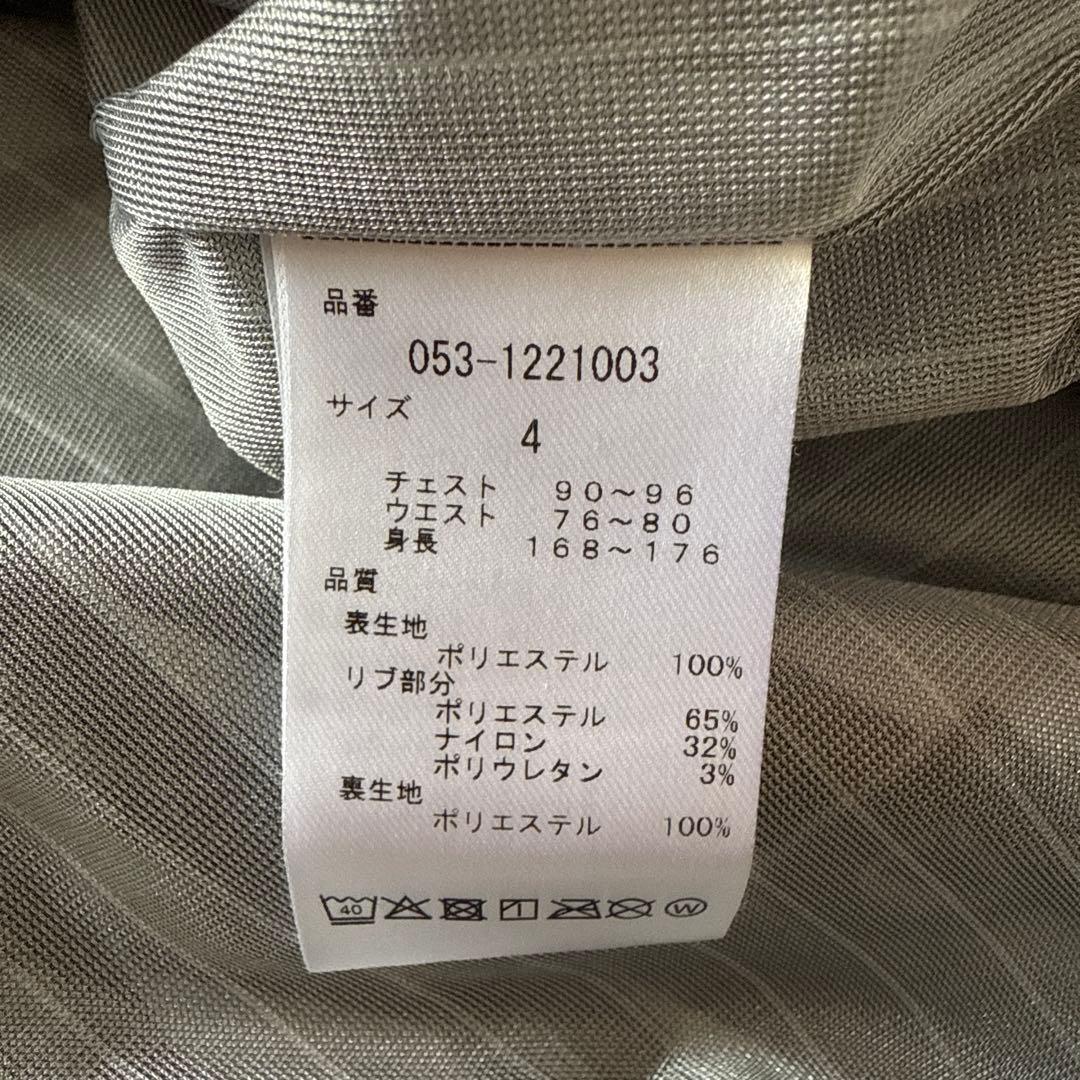 品番
053-1221003
サイズ
4
チェスト 90～96
ウエスト 76～80
身長 168～176
品質
表生地
ポリエステル 100%
リブ部分
ポリエステル 65%
ナイロン 32%
ポリウレタン 3%
裏生地
ポリエステル 100%
40 W